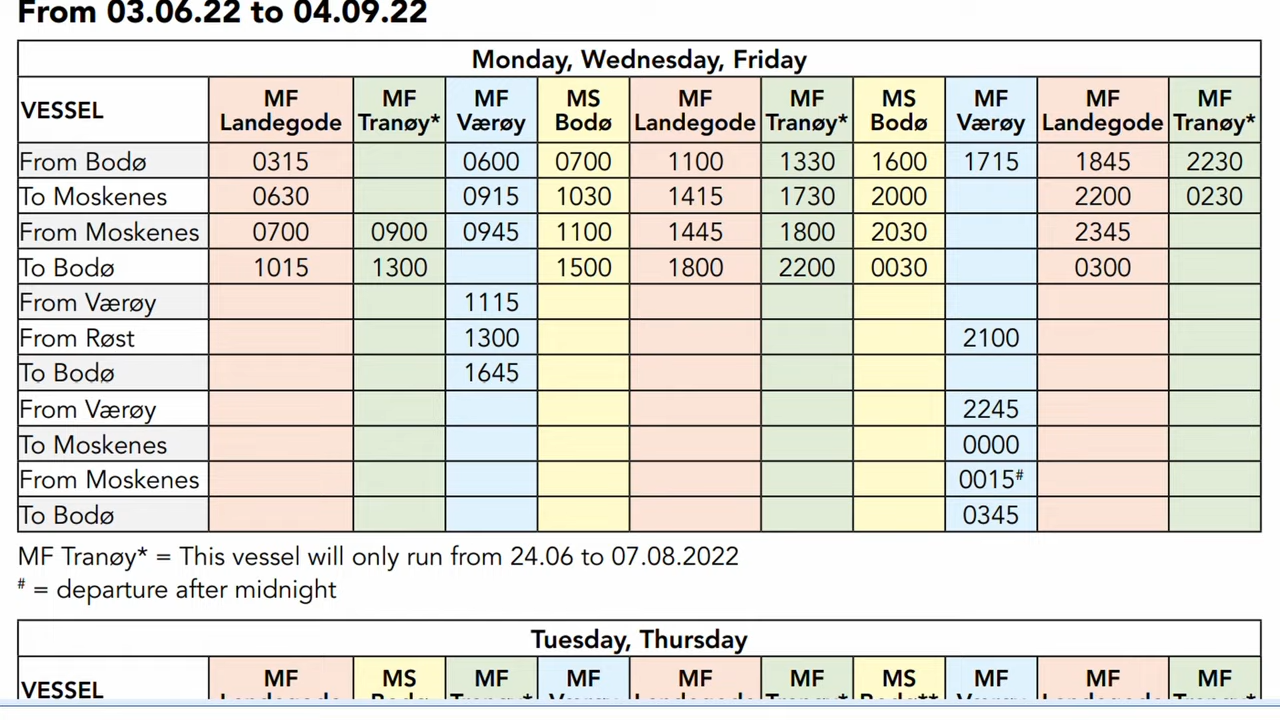 From 03.06.22 to 04.09.22
Monday, Wednesday, Friday
VESSEL MF Landegode MF Tranøy* MF Værøy MS Bodø MF Landegode MF Tranøy* MS Bodø MF Værøy MF Landegode MF Tranøy*
From Bodø 0315 0600 0700 1100 1330 1600 1715 1845 2230
To Moskenes 0630 0915 1030 1415 1730 2000 2200 0230
From Moskenes 0700 0900 0945 1100 1445 1800 2030 2345
To Bodø 1015 1300 1500 1800 2200 0030 0300
From Værøy 1115
From Røst 1300 2100
To Bodø 1645
From Værøy 2245
To Moskenes 0000
From Moskenes 0015#
To Bodø 0345
MF Tranøy* = This vessel will only run from 24.06 to 07.08.2022
# = departure after midnight
Tuesday, Thursday
VESSEL MF MS MF MF MF MF MS MF MF MF